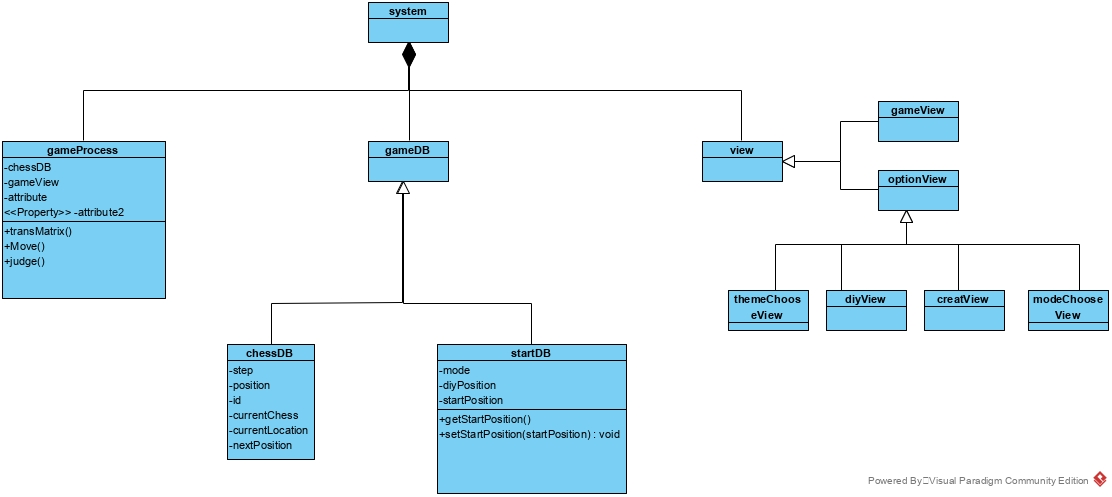 system
gameProcess
-chessDB
-gameView
-attribute
<<Property>> -attribute2
+transMatrix()
+Move()
+judge()
gameDB
view
gameView
optionView
themeChoos
eView
diyView
creatView
modeChoose
View
chessDB
-step
-position
-id
-currentChess
-currentLocation
-nextPosition
startDB
-mode
-diyPosition
-startPosition
+getStartPosition()
+setStartPosition(startPosition) : void
Powered By Visual Paradigm Community Edition